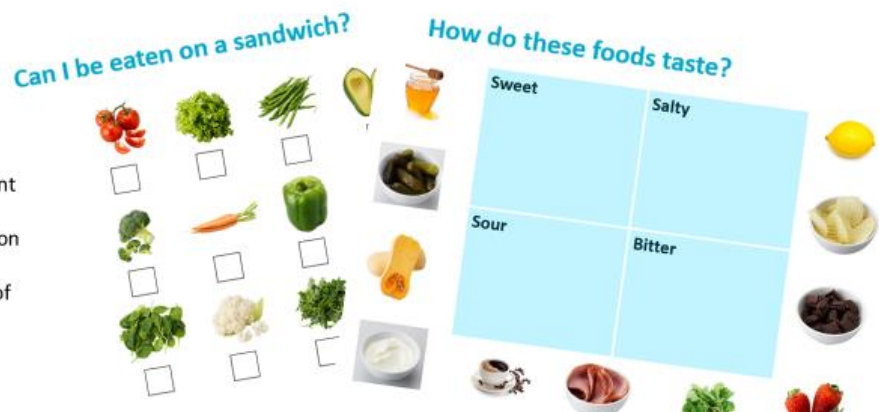 Can I be eaten on a sandwich?
nt
on
of
How do these foods taste?
Sweet
Salty
Sour
Bitter